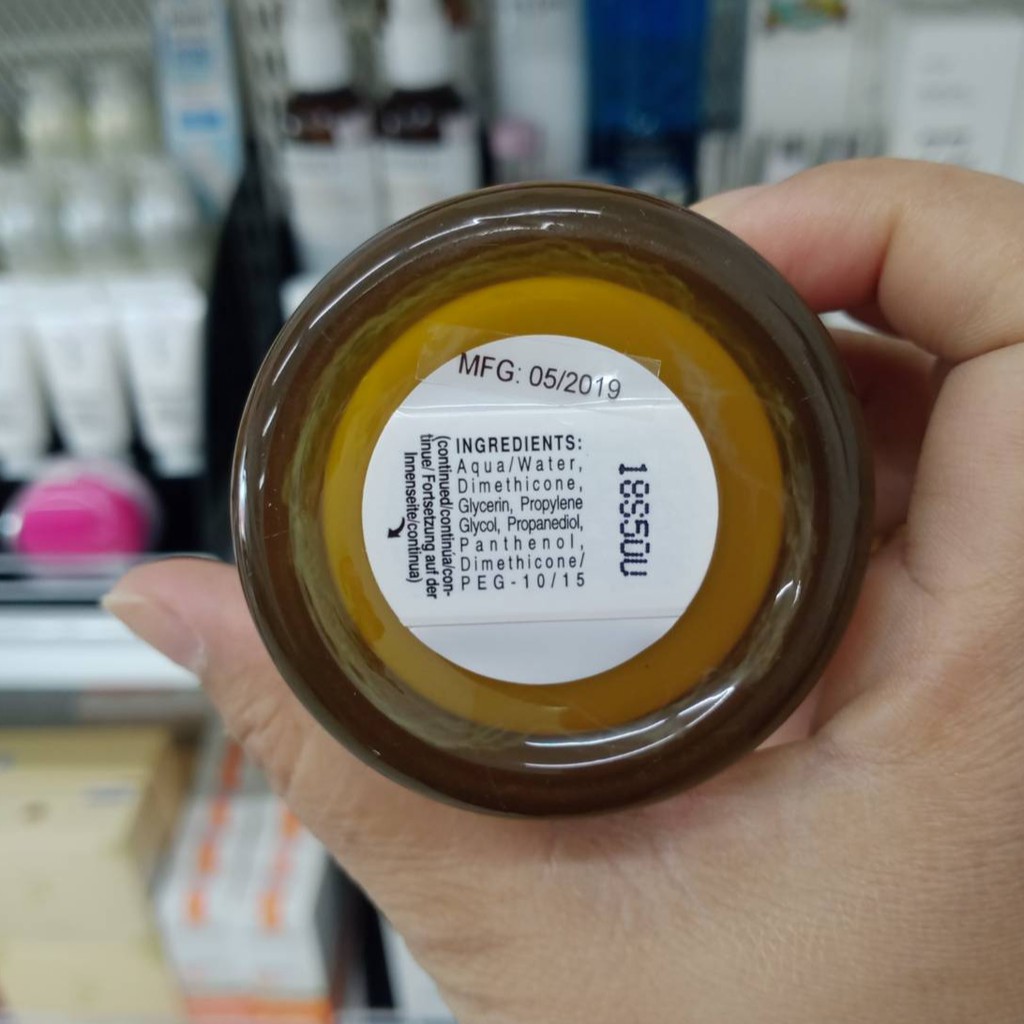 MFG: 05/2019
INGREDIENTS:
Aqua/Water,
Dimethicone,
Glycerin, Propylene
Glycol, Propanediol,
Panthenol,
Dimethicone/
PEG-10/15
(continued/continúa/con-
tinue/ Fortsetzung auf der
Innenseite/continua)